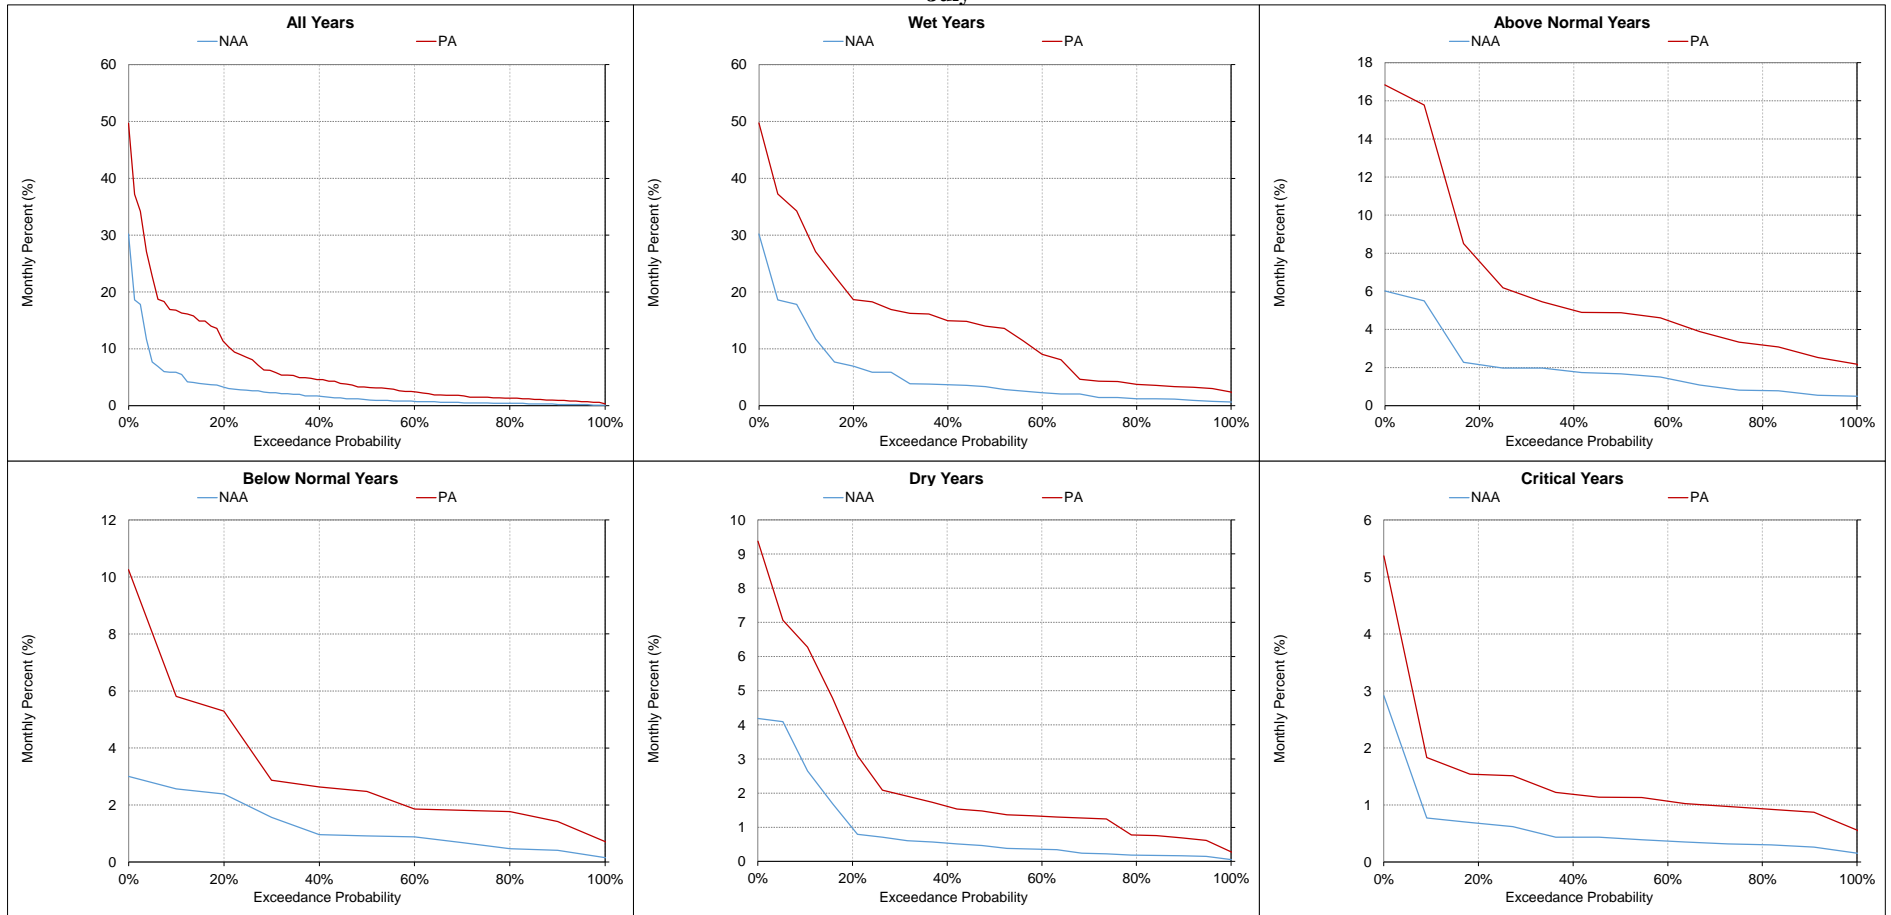 All Years
NAA PA
60
50
40
30
20
10
0
Monthly Percent (%)
0% 20% 40% 60% 80% 100%
Exceedance Probability
Wet Years
NAA PA
60
50
40
30
20
10
0
Monthly Percent (%)
0% 20% 40% 60% 80% 100%
Exceedance Probability
Above Normal Years
NAA PA
18
16
14
12
10
8
6
4
2
0
Monthly Percent (%)
0% 20% 40% 60% 80% 100%
Exceedance Probability
Below Normal Years
NAA PA
12
10
8
6
4
2
0
Monthly Percent (%)
0% 20% 40% 60% 80% 100%
Exceedance Probability
Dry Years
NAA PA
10
9
8
7
6
5
4
3
2
1
0
Monthly Percent (%)
0% 20% 40% 60% 80% 100%
Exceedance Probability
Critical Years
NAA PA
6
5
4
3
2
1
0
Monthly Percent (%)
0% 20% 40% 60% 80% 100%
Exceedance Probability